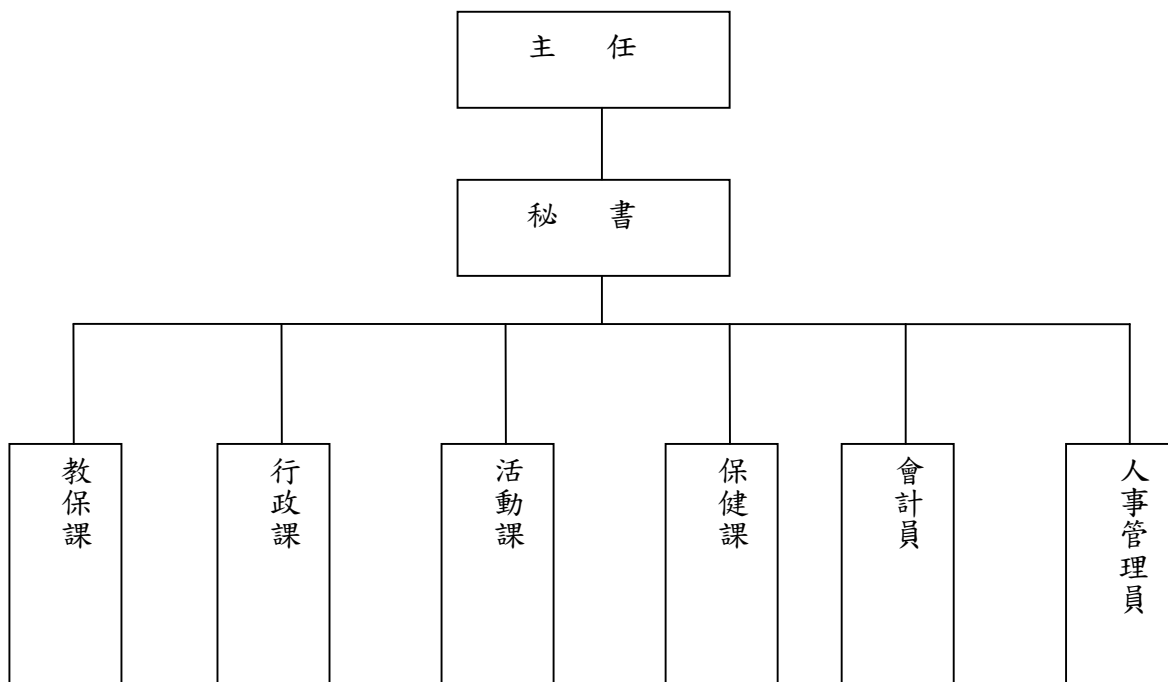 主 任
秘 書
教保課
行政課
活動課
保健課
會計員
人事管理員